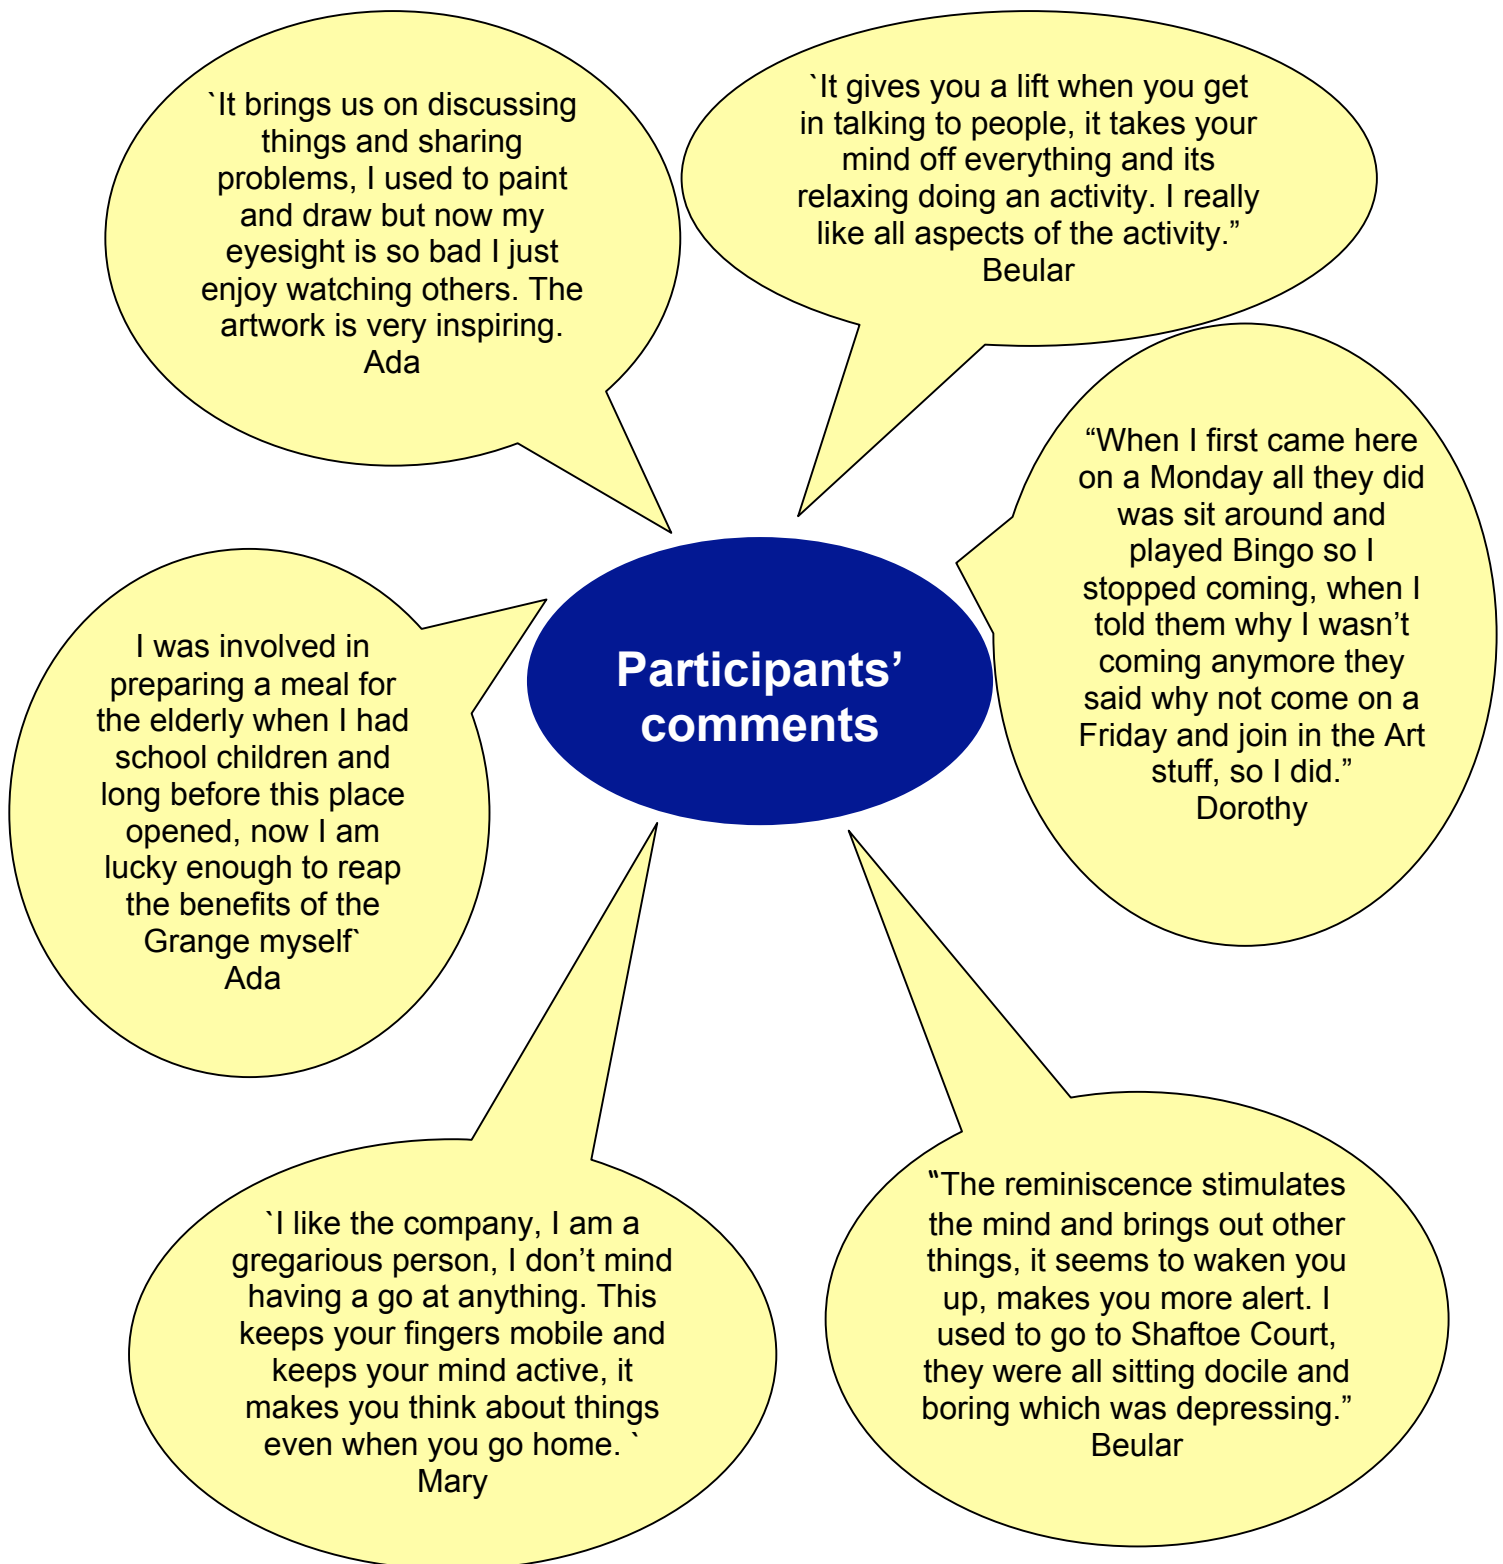 `It brings us on discussing
things and sharing
problems, I used to paint
and draw but now my
eyesight is so bad I just
enjoy watching others. The
artwork is very inspiring.
Ada
`It gives you a lift when you get
in talking to people, it takes your
mind off everything and its
relaxing doing an activity. I really
like all aspects of the activity.”
Beular
“When I first came here
on a Monday all they did
was sit around and
played Bingo so I
stopped coming, when I
told them why I wasn’t
coming anymore they
said why not come on a
Friday and join in the Art
stuff, so I did.”
Dorothy
Participants’
comments
I was involved in
preparing a meal for
the elderly when I had
school children and
long before this place
opened, now I am
lucky enough to reap
the benefits of the
Grange myself`
Ada
`I like the company, I am a
gregarious person, I don’t mind
having a go at anything. This
keeps your fingers mobile and
keeps your mind active, it
makes you think about things
even when you go home. `
Mary
‟The reminiscence stimulates
the mind and brings out other
things, it seems to waken you
up, makes you more alert. I
used to go to Shaftoe Court,
they were all sitting docile and
boring which was depressing.”
Beular